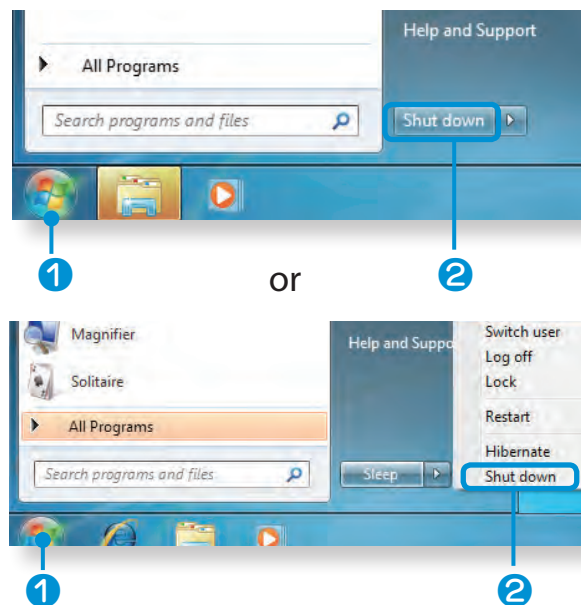 Help and Support
All Programs
Search programs and files
Shut down
1
2
or
Magnifier
Solitaire
All Programs
Search programs and files
Help and Suppo
Sleep
Switch user
Log off
Lock
Restart
Hibernate
Shut down
1
2